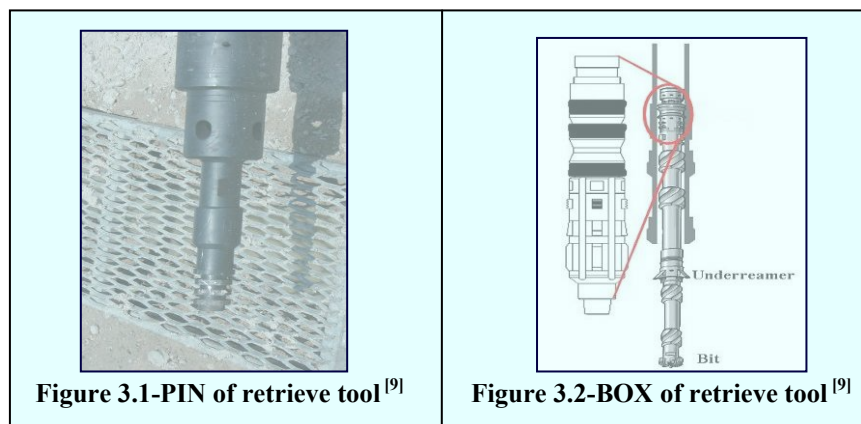 Figure 3.1-PIN of retrieve tool [9]
Underreamer
Bit
Figure 3.2-BOX of retrieve tool [9]